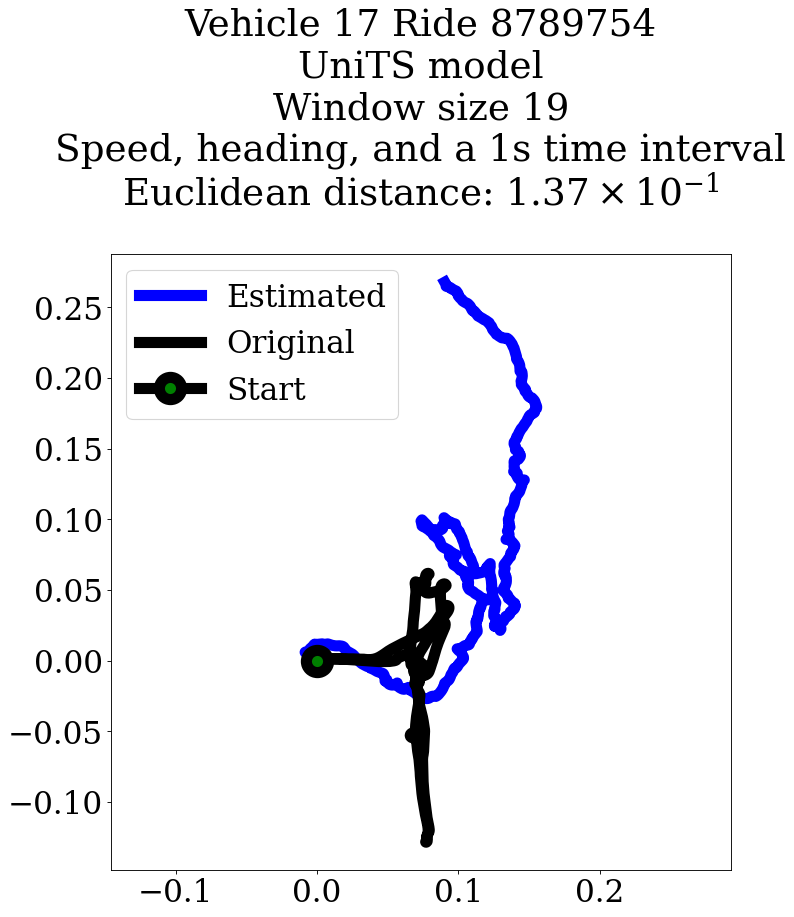 Vehicle 17 Ride 8789754
UniTS model
Window size 19
Speed, heading, and a 1s time interval
Euclidean distance: 1.37 × 10⁻¹
Estimated
Original
Start
0.25
0.20
0.15
0.10
0.05
0.00
−0.05
−0.10
−0.1 0.0 0.1 0.2